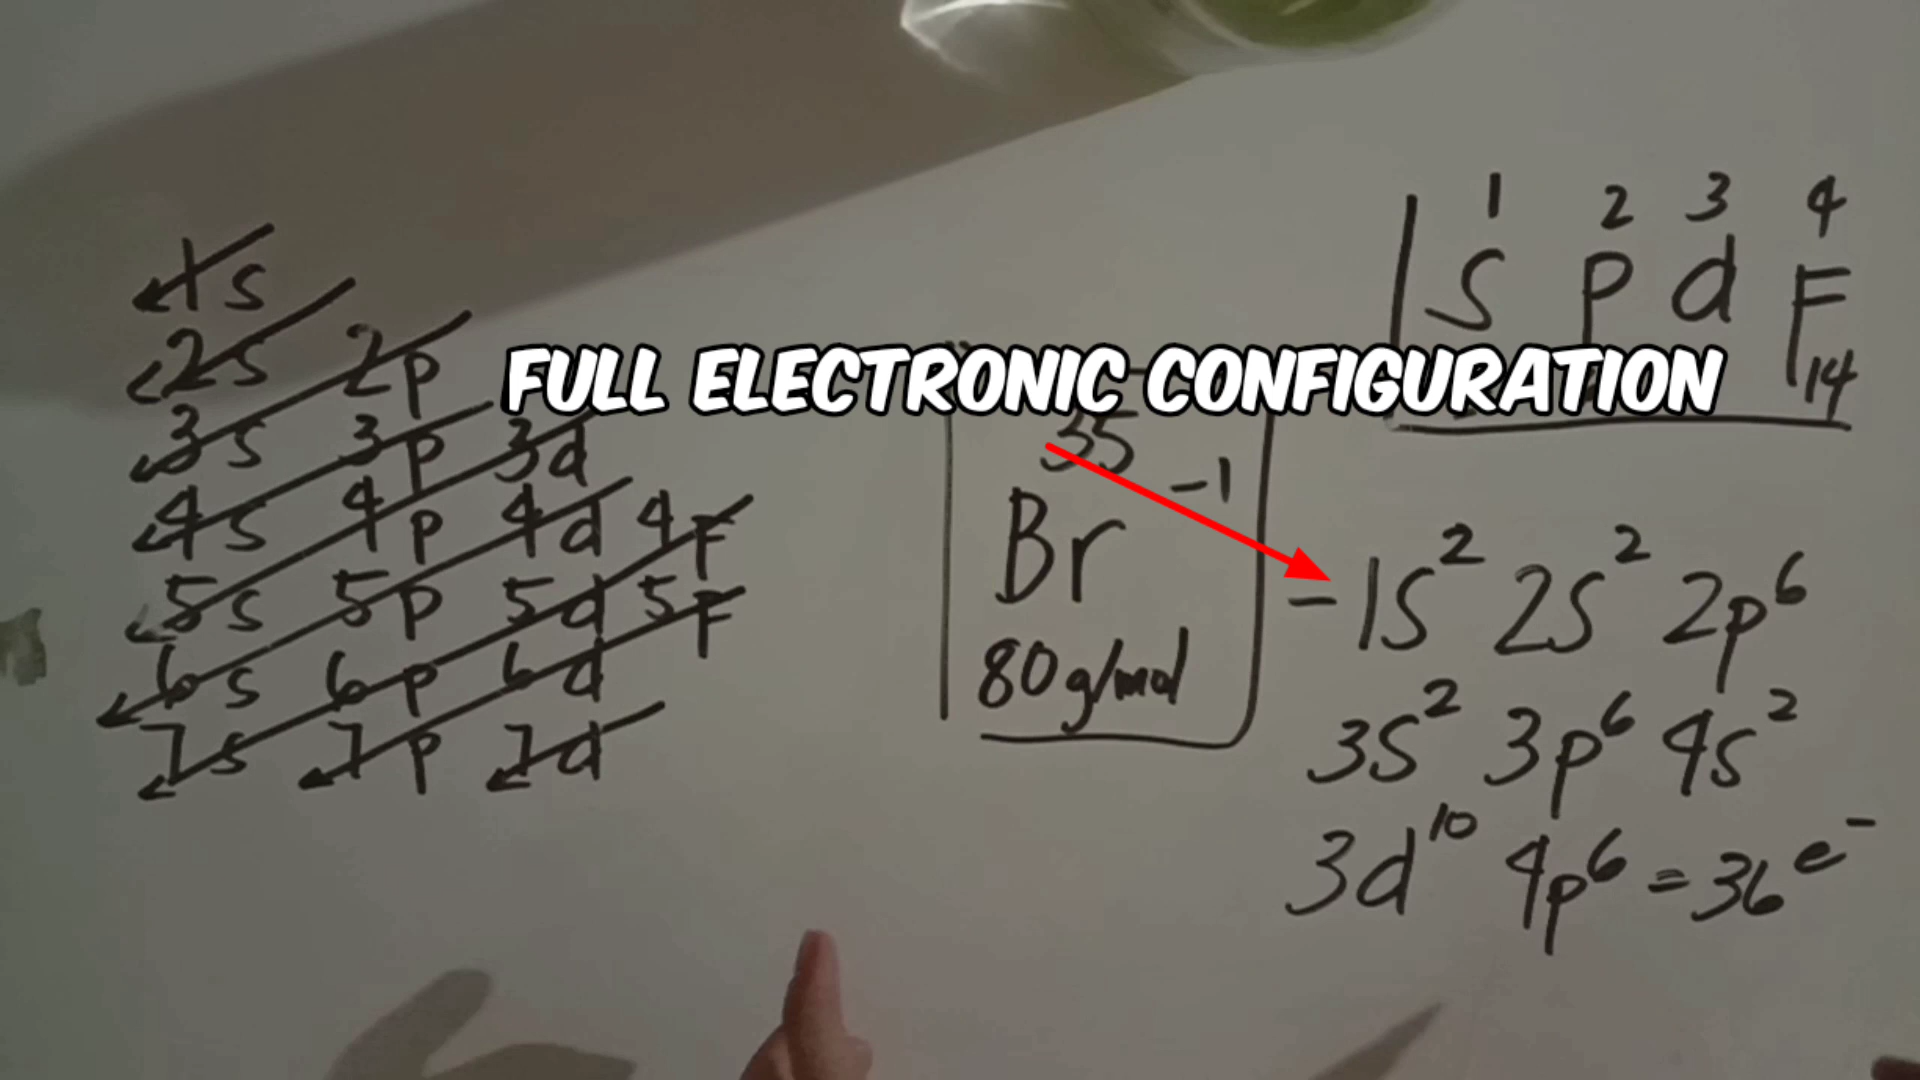 1s
2s 2p
3s 3p 3d
4s 4p 4d 4F
5s 5p 5d 5F
6s 6p 6d
7s 7p 7d
FULL ELECTRONIC CONFIGURATION
35
Br -1
80g/mol
1 2 3 4
S P d F
14
- 1S² 2S² 2p⁶
3S² 3p⁶ 4s²
3d¹⁰ 4p⁶ = 36 e⁻